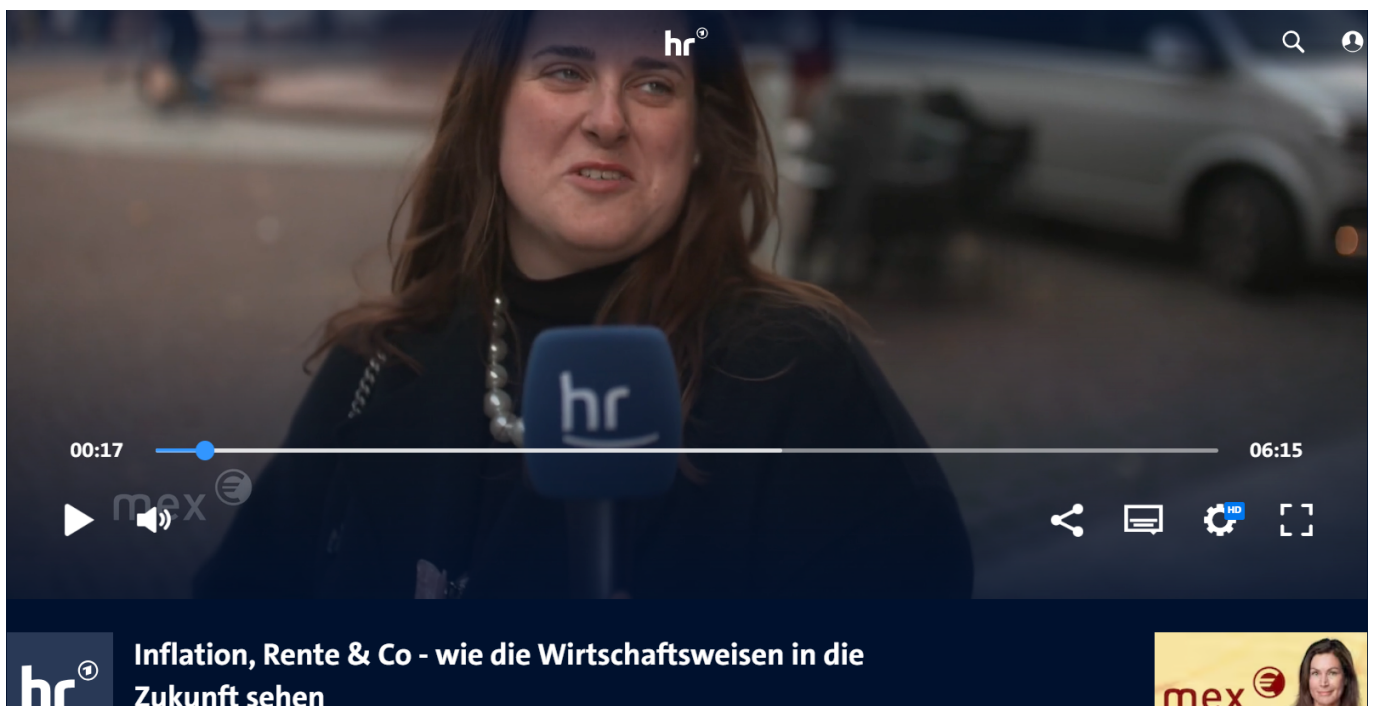 hr
hr
00:17
06:15
mex
HD
hr
Inflation, Rente & Co - wie die Wirtschaftsweisen in die
Zukunft sehen
mex